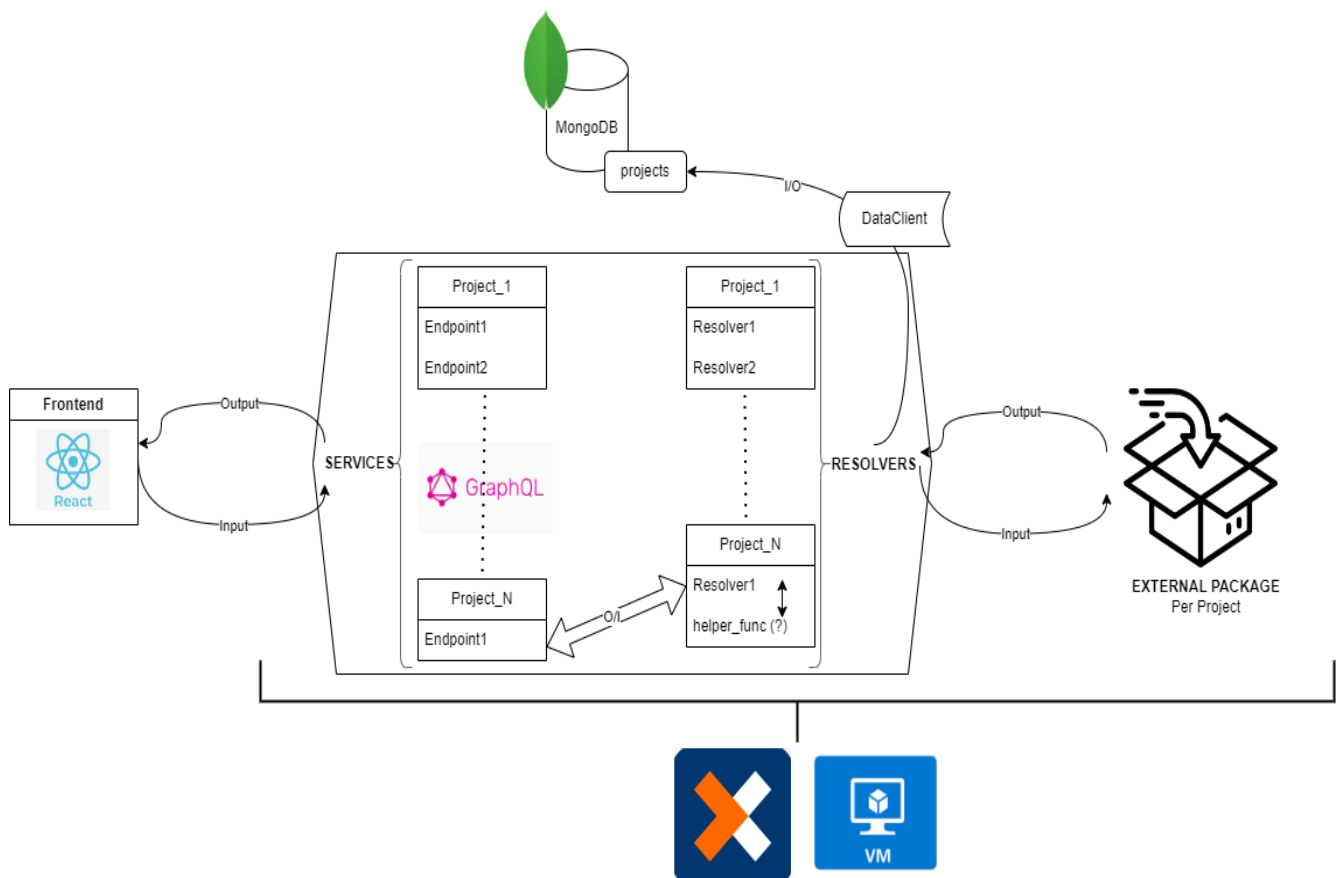 MongoDB
projects
I/O
DataClient
Project_1
Endpoint1
Endpoint2
Project_1
Resolver1
Resolver2
Frontend
React
Output
Input
SERVICES
GraphQL
RESOLVERS
Output
Input
Project_N
Endpoint1
O/I
Project_N
Resolver1
helper_func (?)
EXTERNAL PACKAGE
Per Project
VM